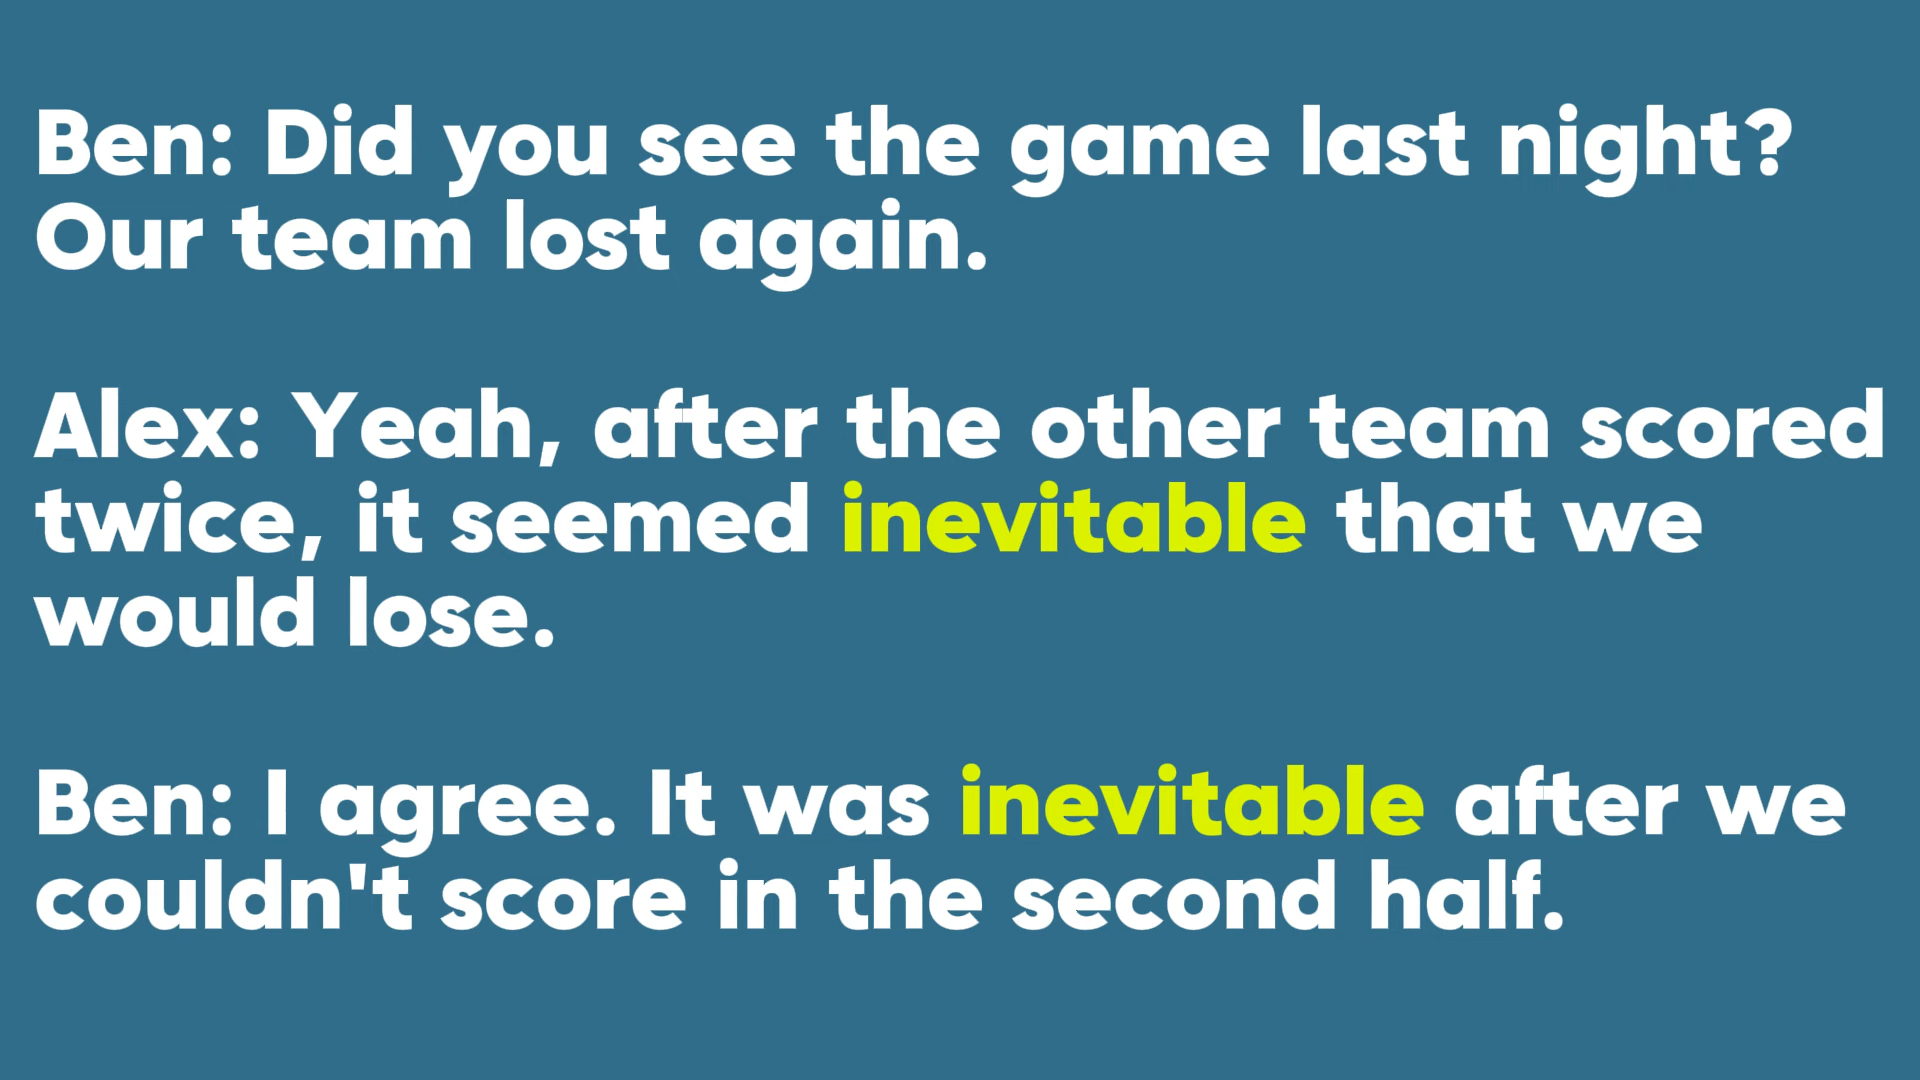 Ben: Did you see the game last night?
Our team lost again.
Alex: Yeah, after the other team scored
twice, it seemed inevitable that we
would lose.
Ben: I agree. It was inevitable after we
couldn't score in the second half.